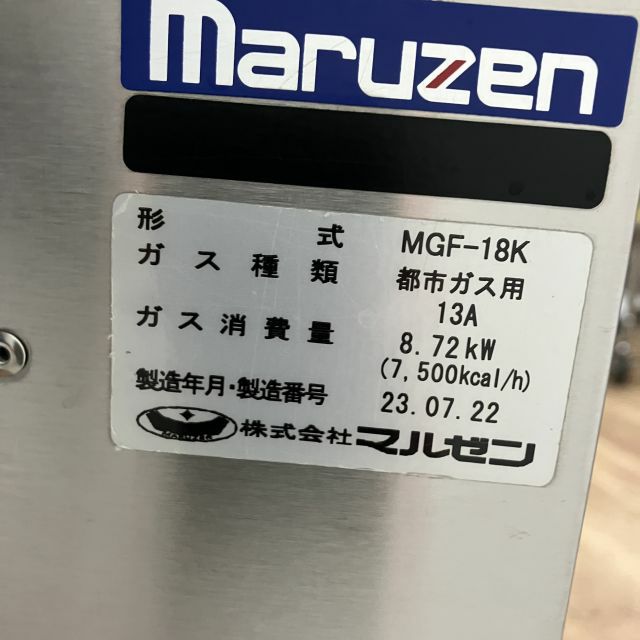 maruzen
形 式 MGF-18K
ガス種類 都市ガス用
13A
ガス消費量 8.72kW
(7,500kcal/h)
製造年月・製造番号 23.07.22
MARUZEN 株式会社 マルゼン